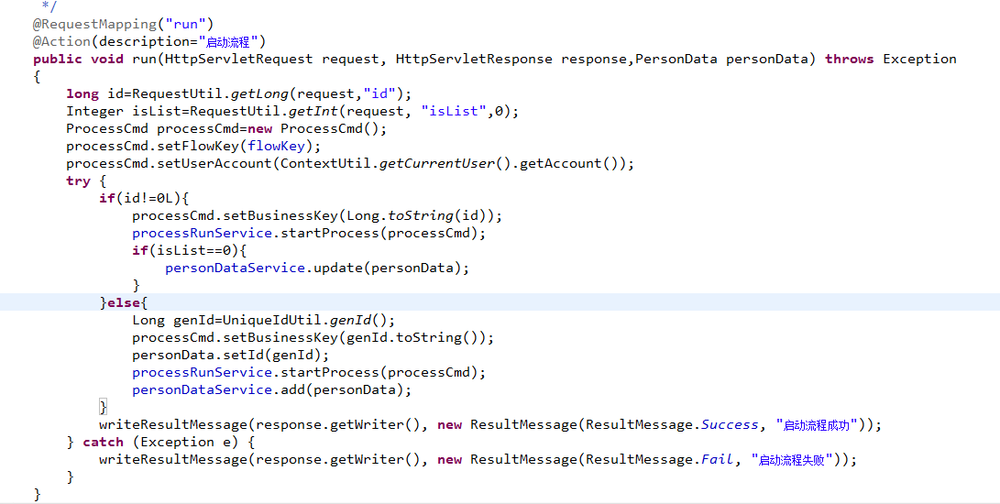 */
@RequestMapping("run")
@Action(description="启动流程")
public void run(HttpServletRequest request, HttpServletResponse response,PersonData personData) throws Exception
{
long id=RequestUtil.getLong(request,"id");
Integer isList=RequestUtil.getInt(request, "isList",0);
ProcessCmd processCmd=new ProcessCmd();
processCmd.setFlowKey(flowKey);
processCmd.setUserAccount(ContextUtil.getCurrentUser().getAccount());
try {
if(id!=0L){
processCmd.setBusinessKey(Long.toString(id));
processRunService.startProcess(processCmd);
if(isList==0){
personDataService.update(personData);
}
}else{
Long genId=UniqueIdUtil.genId();
processCmd.setBusinessKey(genId.toString());
personData.setId(genId);
processRunService.startProcess(processCmd);
personDataService.add(personData);
}
writeResultMessage(response.getWriter(), new ResultMessage(ResultMessage.Success, "启动流程成功"));
} catch (Exception e) {
writeResultMessage(response.getWriter(), new ResultMessage(ResultMessage.Fail, "启动流程失败"));
}
}